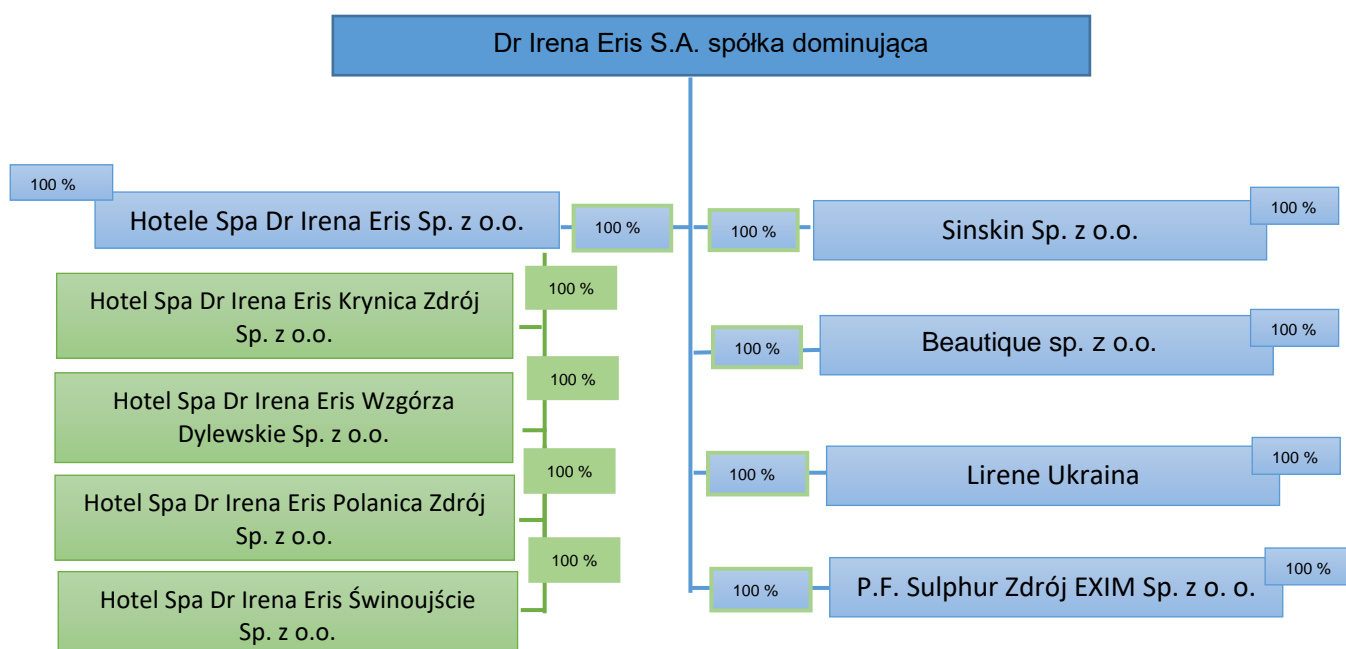 Dr Irena Eris S.A. spółka dominująca
100 %
Hotele Spa Dr Irena Eris Sp. z o.o.
100 %
100 %
Sinskin Sp. z o.o.
100 %
Hotel Spa Dr Irena Eris Krynica Zdrój
Sp. z o.o.
100 %
100 %
Beautique sp. z o.o.
100 %
Hotel Spa Dr Irena Eris Wzgórza
Dylewskie Sp. z o.o.
100 %
100 %
Lirene Ukraina
100 %
Hotel Spa Dr Irena Eris Polanica Zdrój
Sp. z o.o.
100 %
100 %
P.F. Sulphur Zdrój EXIM Sp. z o. o.
100 %
Hotel Spa Dr Irena Eris Świnoujście
Sp. z o.o.
100 %